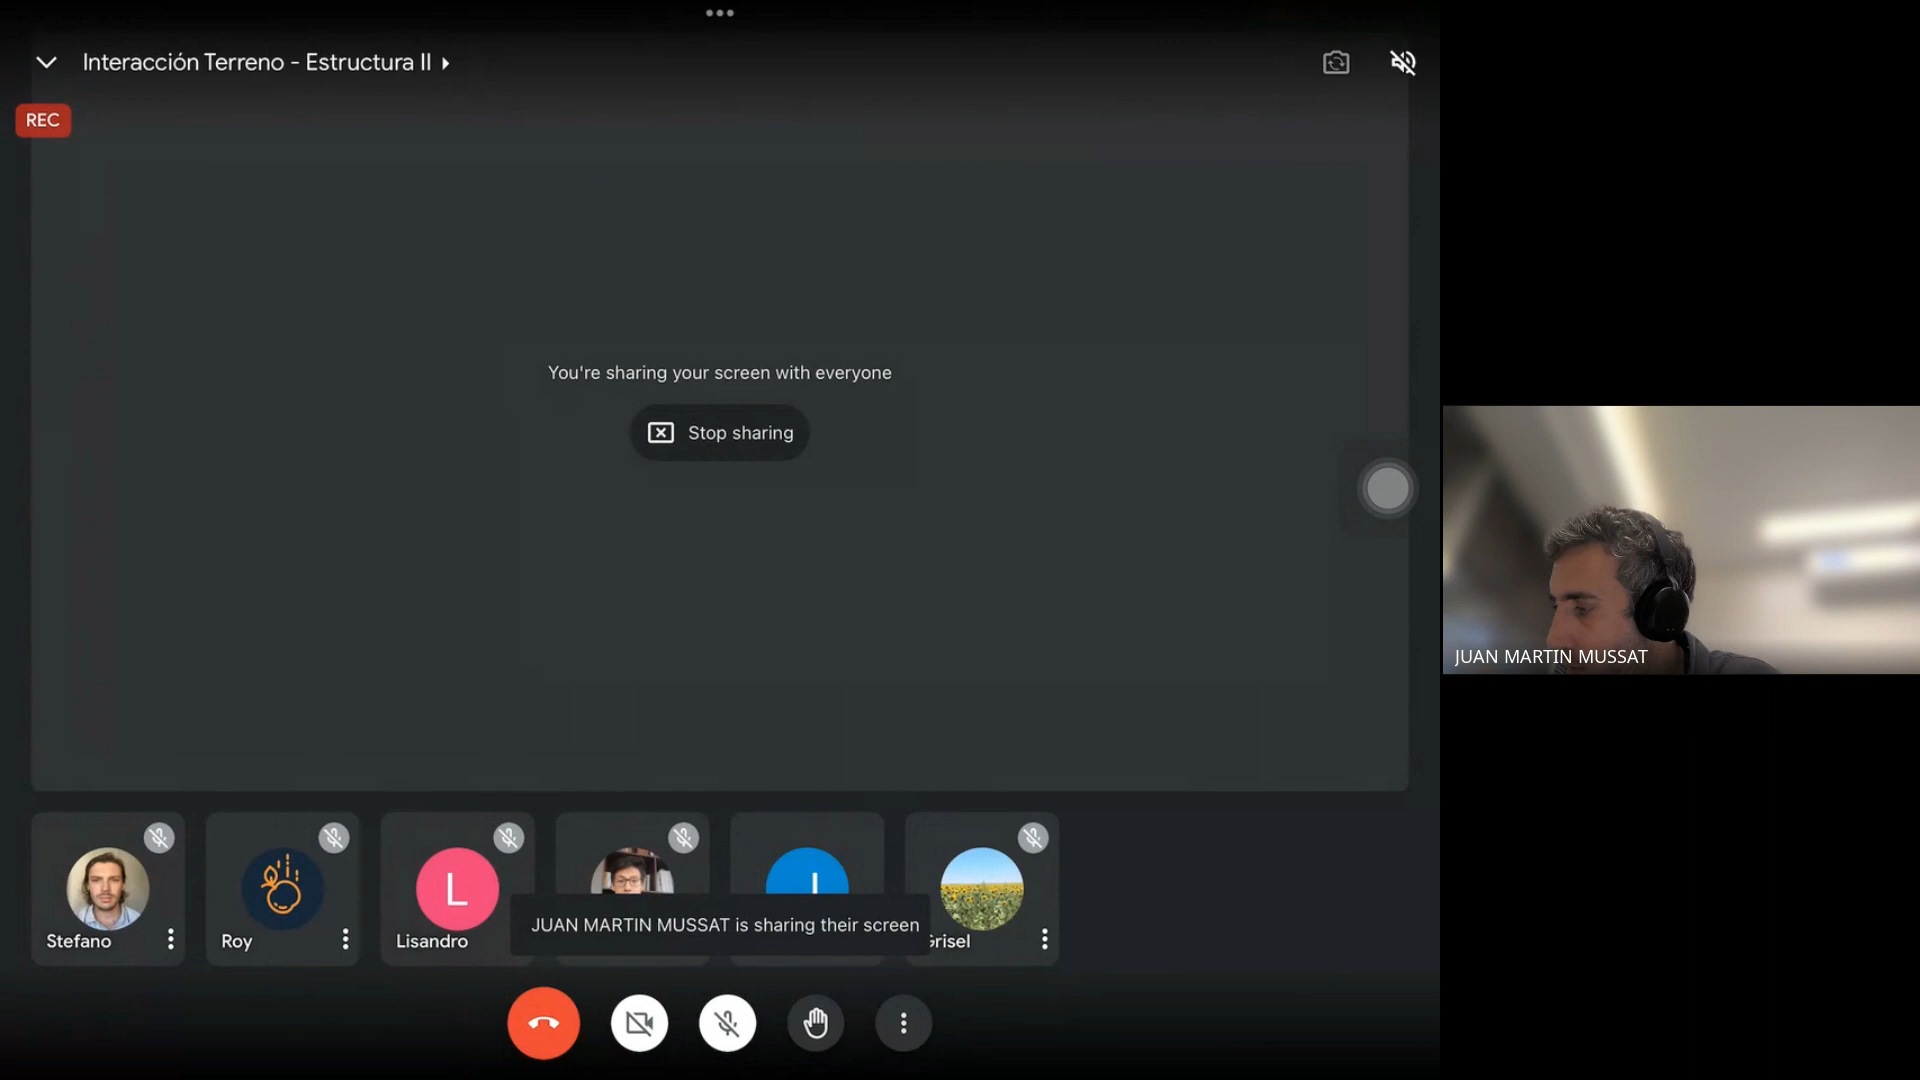 Interacción Terreno - Estructura II
REC
You're sharing your screen with everyone
Stop sharing
JUAN MARTIN MUSSAT
L
JUAN MARTIN MUSSAT is sharing their screen
Stefano
Roy
Lisandro
Grisel